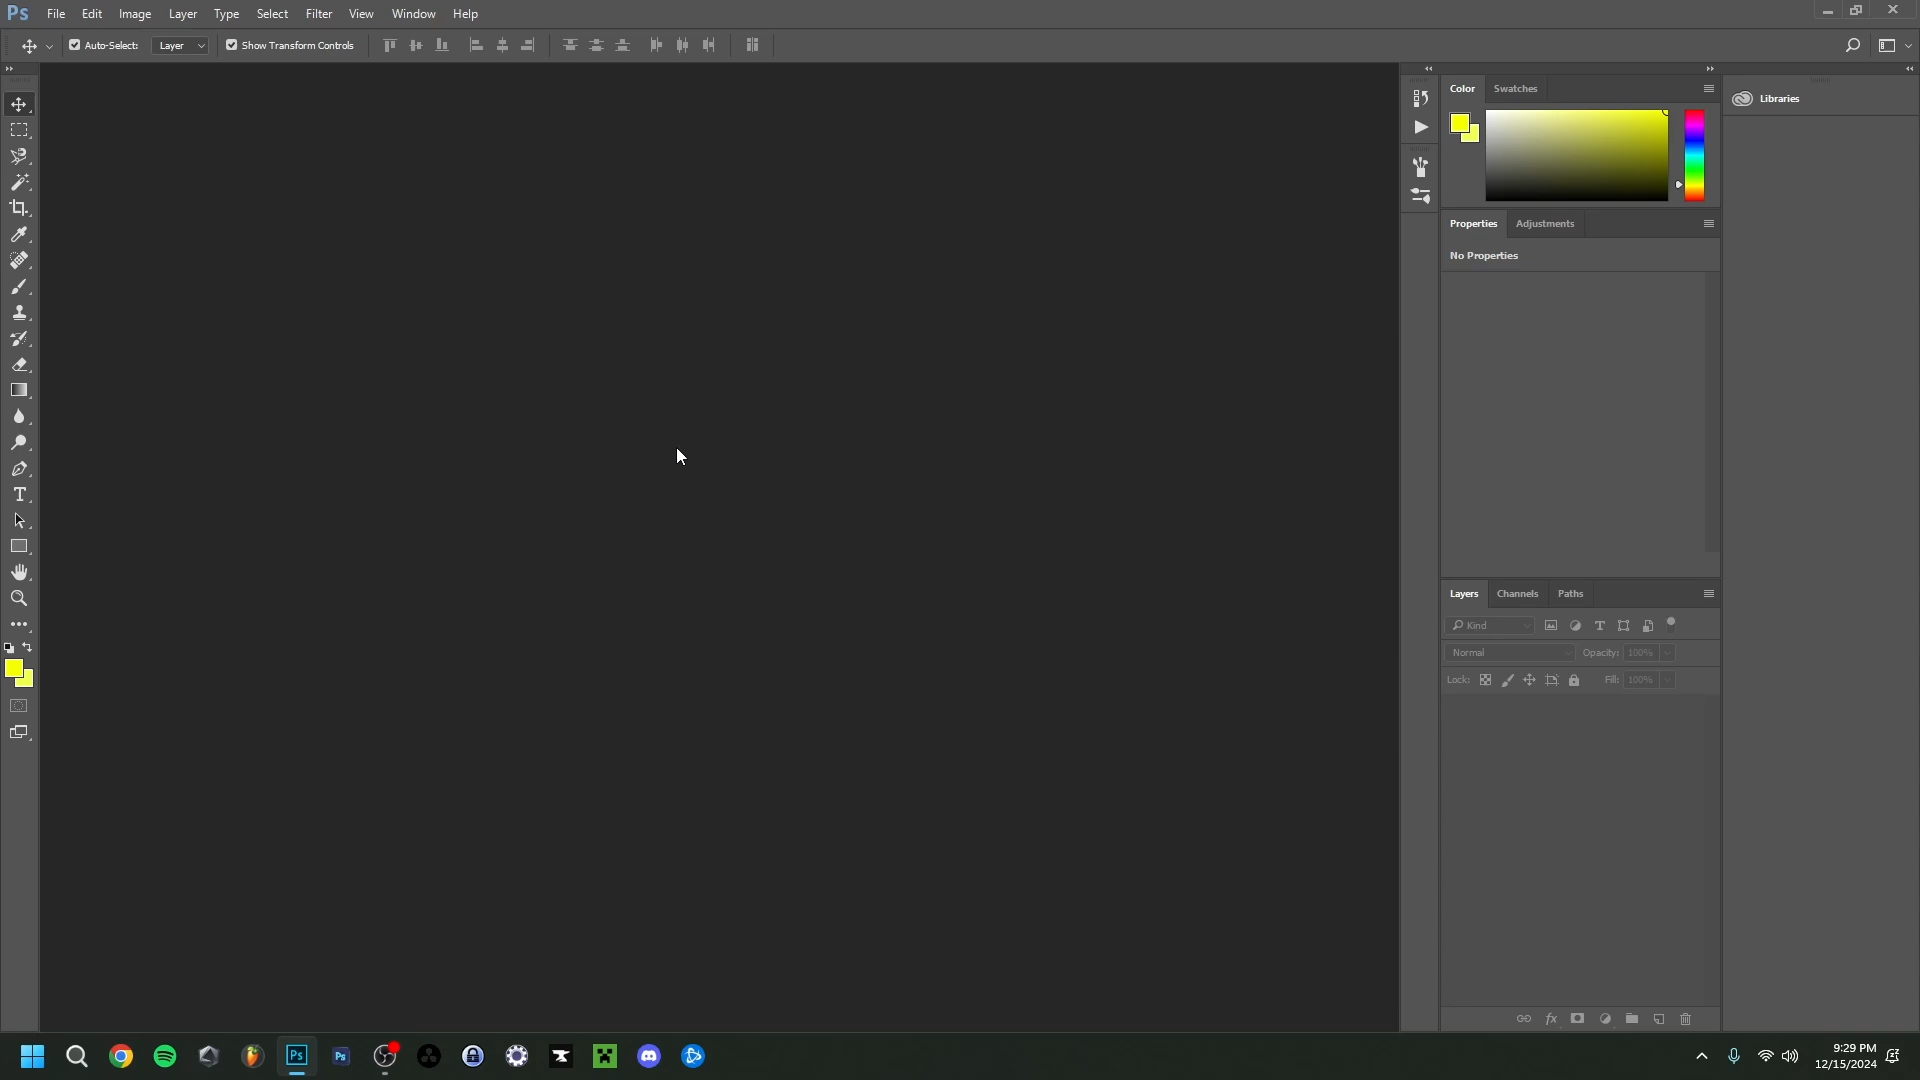 Ps File Edit Image Layer Type Select Filter View Window Help
Auto-Select: Layer Show Transform Controls
Color Swatches
Libraries
Properties Adjustments
No Properties
Layers Channels Paths
Kind
Normal Opacity: 100%
Lock: Fill: 100%
Ps Ps
9:29 PM
12/15/2024